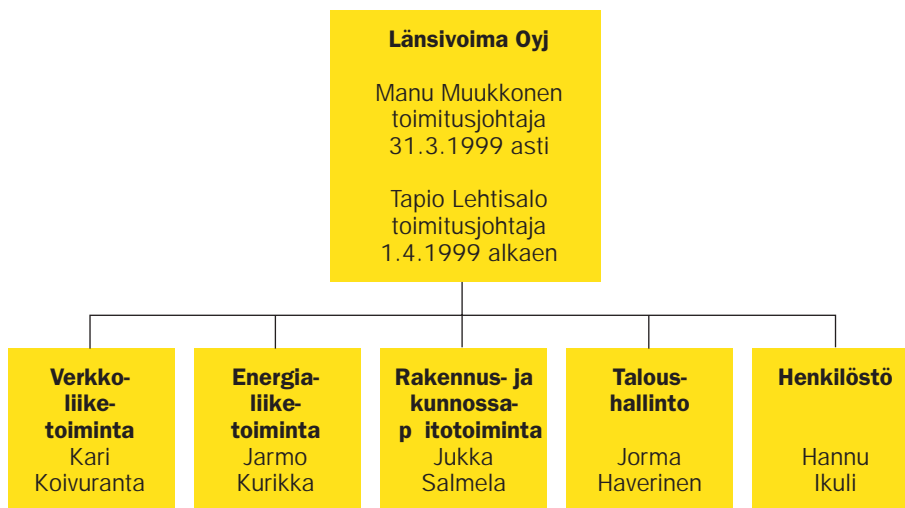 Länsivoima Oyj
Manu Muukkonen
toimitusjohtaja
31.3.1999 asti
Tapio Lehtisalo
toimitusjohtaja
1.4.1999 alkaen
Verkko-
liike-
toiminta
Kari
Koivuranta
Energia-
liike-
toiminta
Jarmo
Kurikka
Rakennus- ja
kunnossa-
p itotoiminta
Jukka
Salmela
Talous-
hallinto
Jorma
Haverinen
Henkilöstö
Hannu
Ikuli